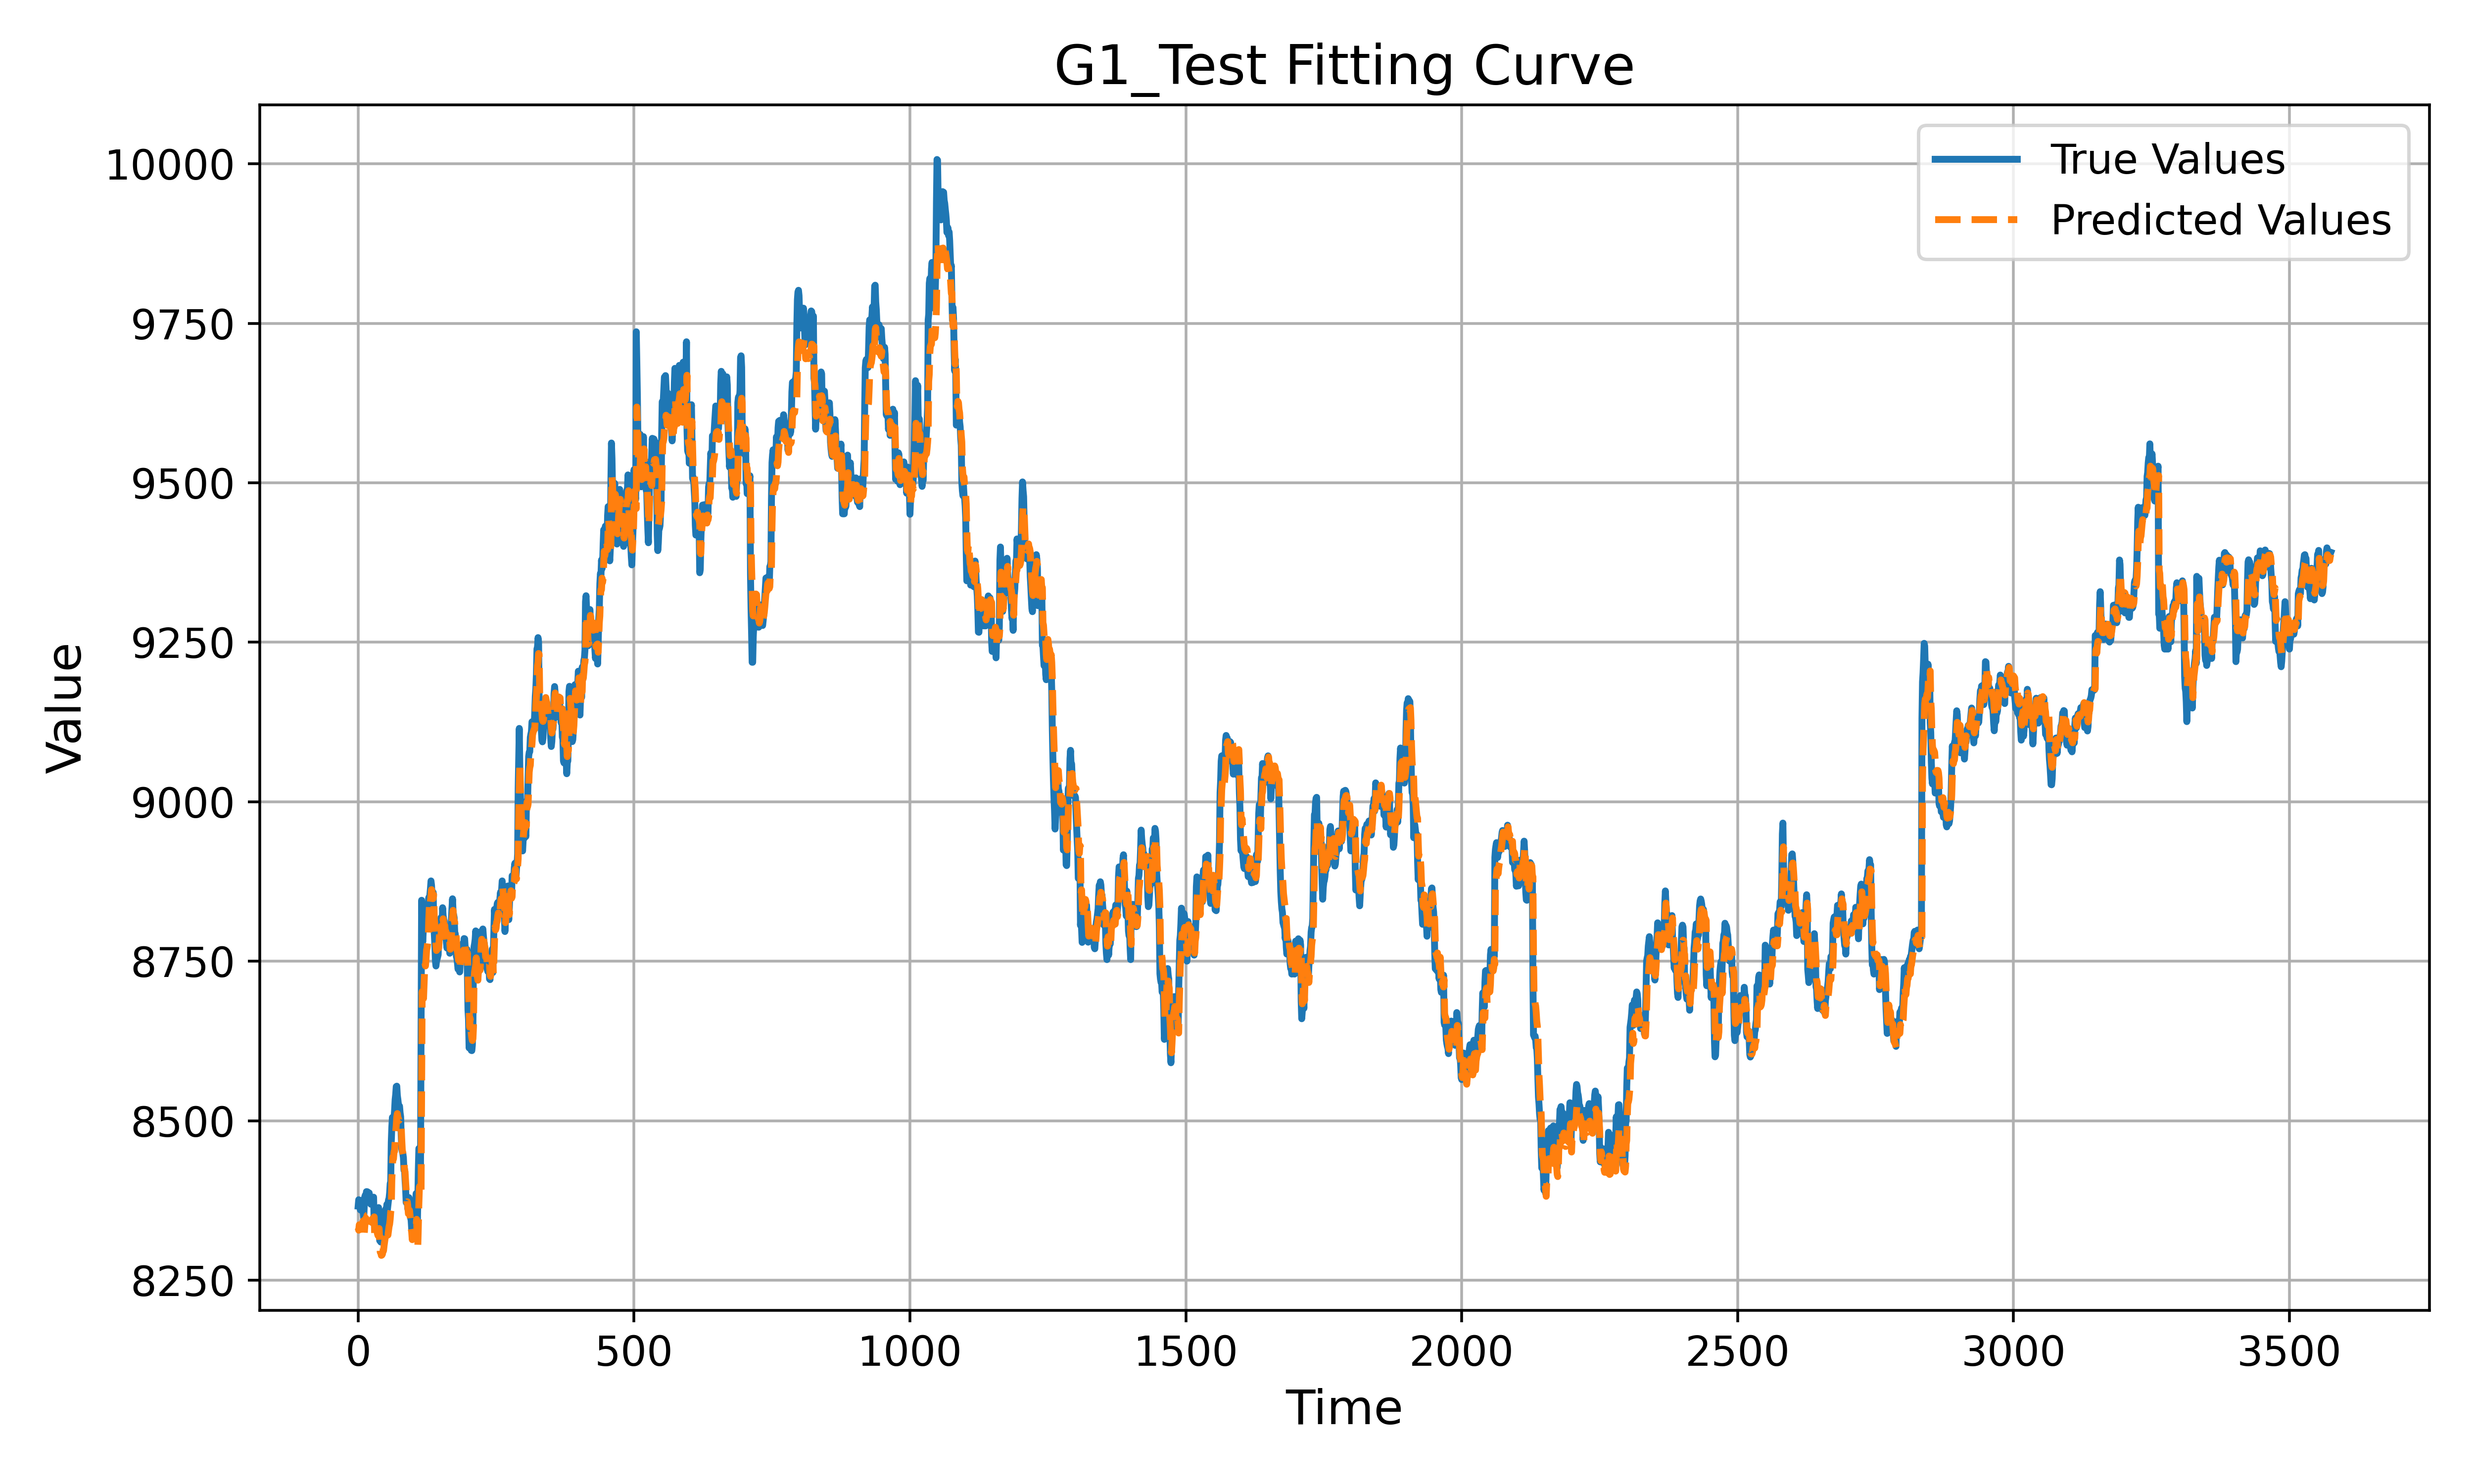 G1_Test Fitting Curve
True Values
Predicted Values
10000
9750
9500
9250
9000
8750
8500
8250
Value
0 500 1000 1500 2000 2500 3000 3500
Time